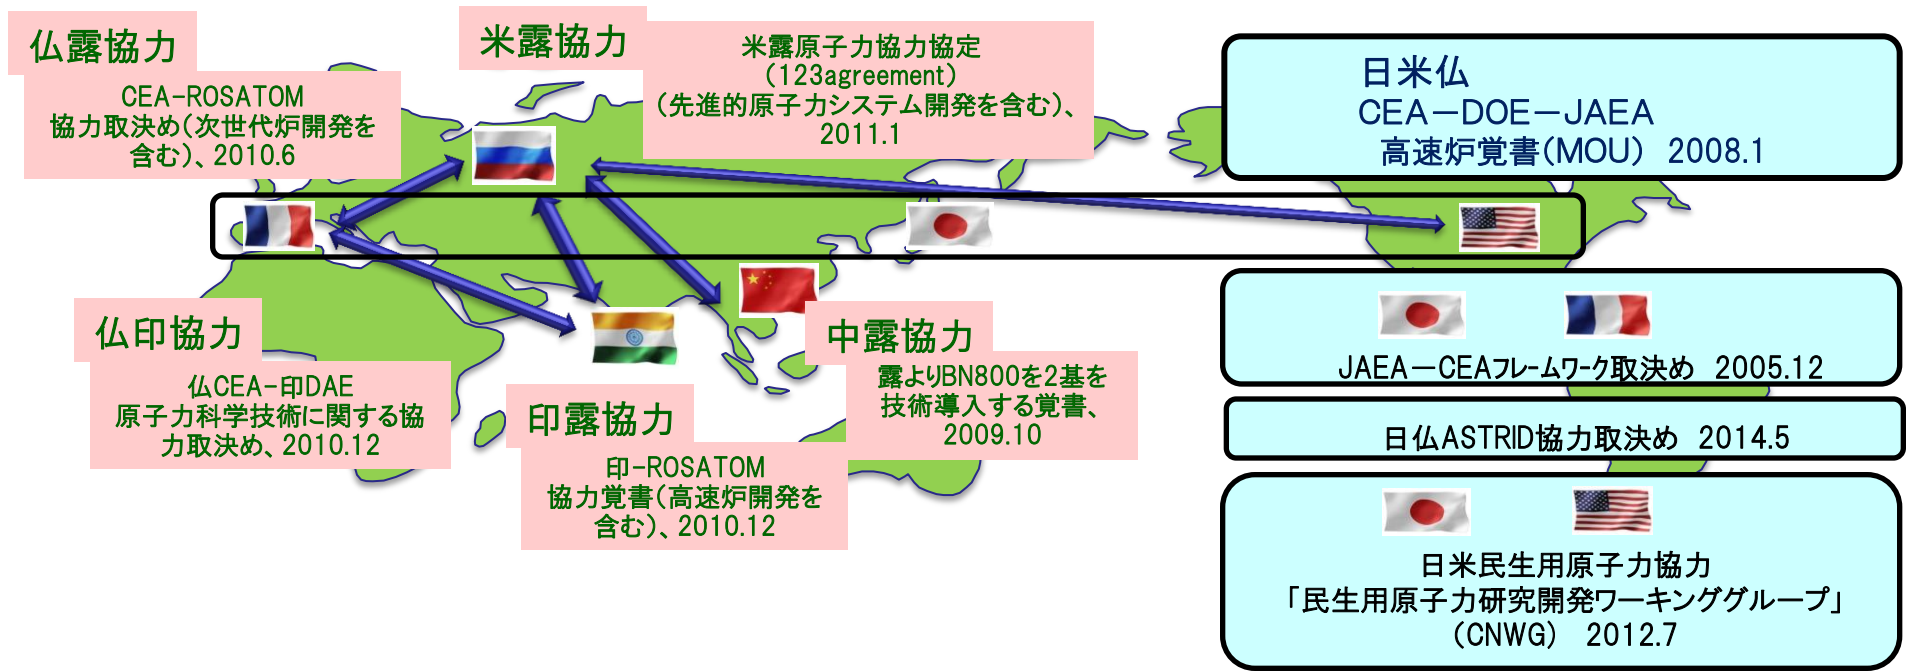 仏露協力
CEA-ROSATOM
協力取決め(次世代炉開発を
含む)、2010.6
米露協力
米露原子力協力協定
(123agreement)
(先進的原子力システム開発を含む)、
2011.1
日米仏
CEA－DOE－JAEA
高速炉覚書(MOU) 2008.1
仏印協力
仏CEA-印DAE
原子力科学技術に関する協
力取決め、2010.12
印露協力
印-ROSATOM
協力覚書(高速炉開発を
含む)、2010.12
中露協力
露よりBN800を2基を
技術導入する覚書、
2009.10
JAEA－CEAフレームワーク取決め 2005.12
日仏ASTRID協力取決め 2014.5
日米民生用原子力協力
「民生用原子力研究開発ワーキンググループ」
(CNWG) 2012.7